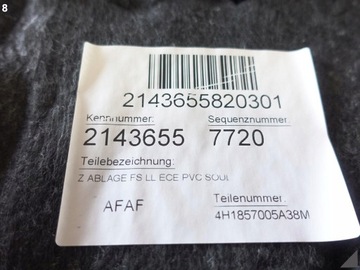 8
2143655820301
Kennnummer: Sequenznummer
2143655 7720
Teilebezeichnung:
Z ABLAGE FS LL ECE PVC SOUL
AFAF
Teilenummer:
4H1857005A38M